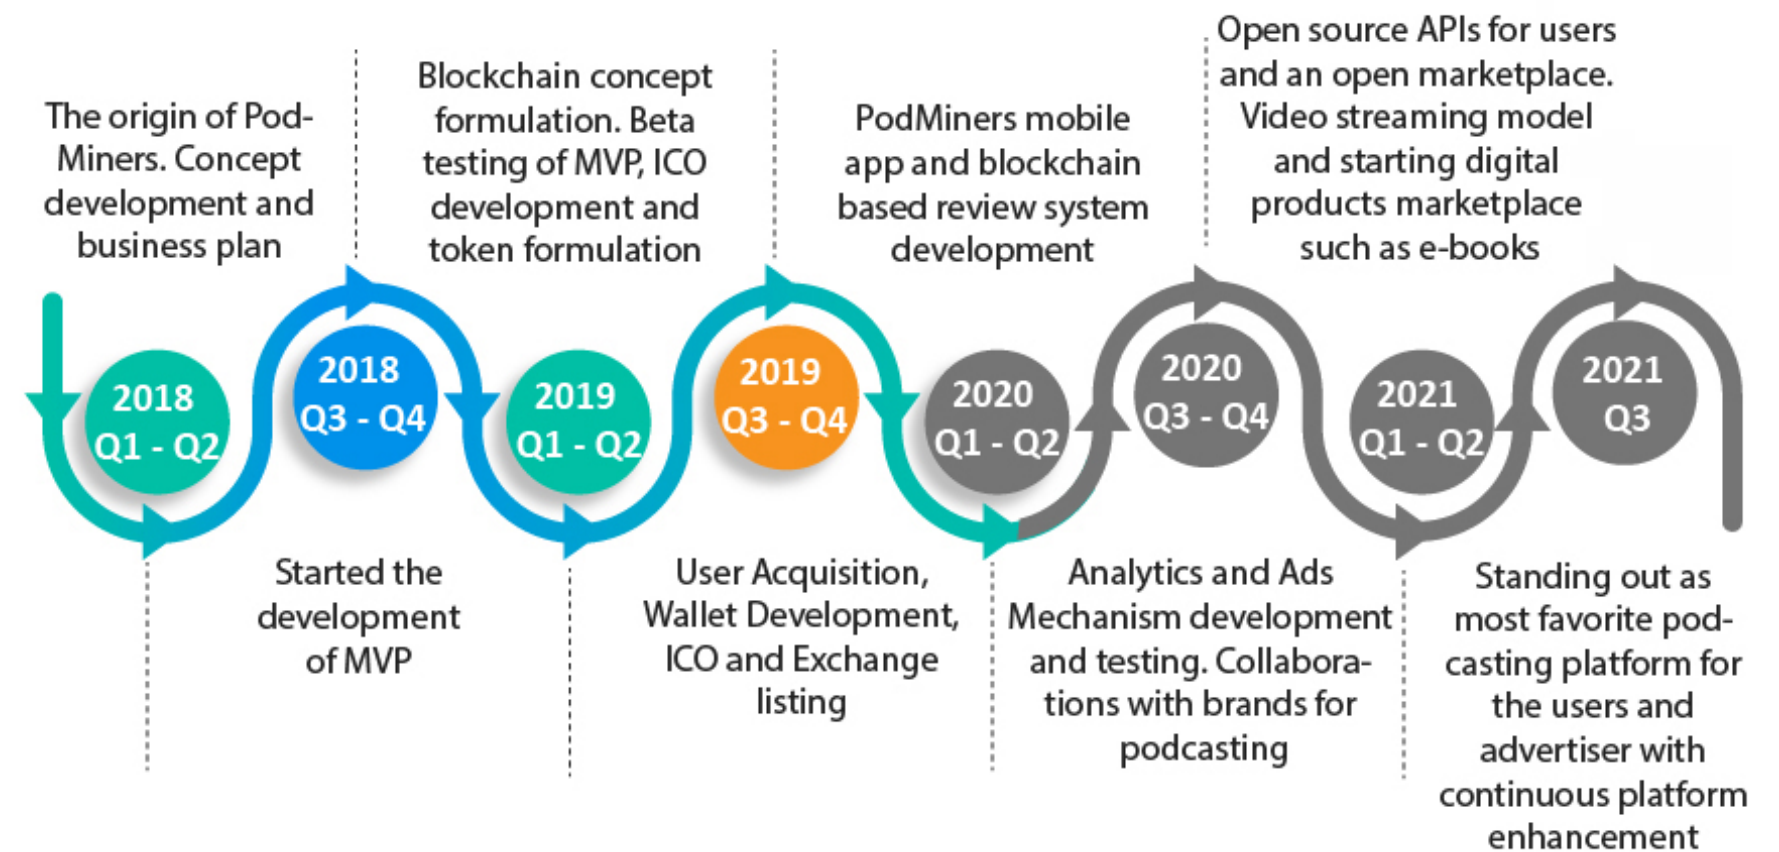 The origin of Pod-
Miners. Concept
development and
business plan
2018
Q1 - Q2
2018
Q3 - Q4
Started the
development
of MVP
Blockchain concept
formulation. Beta
testing of MVP, ICO
development and
token formulation
2019
Q1 - Q2
2019
Q3 - Q4
User Acquisition,
Wallet Development,
ICO and Exchange
listing
PodMiners mobile
app and blockchain
based review system
development
2020
Q1 - Q2
2020
Q3 - Q4
Analytics and Ads
Mechanism development
and testing. Collabora-
tions with brands for
podcasting
Open source APIs for users
and an open marketplace.
Video streaming model
and starting digital
products marketplace
such as e-books
2021
Q1 - Q2
2021
Q3
Standing out as
most favorite pod-
casting platform for
the users and
advertiser with
continuous platform
enhancement